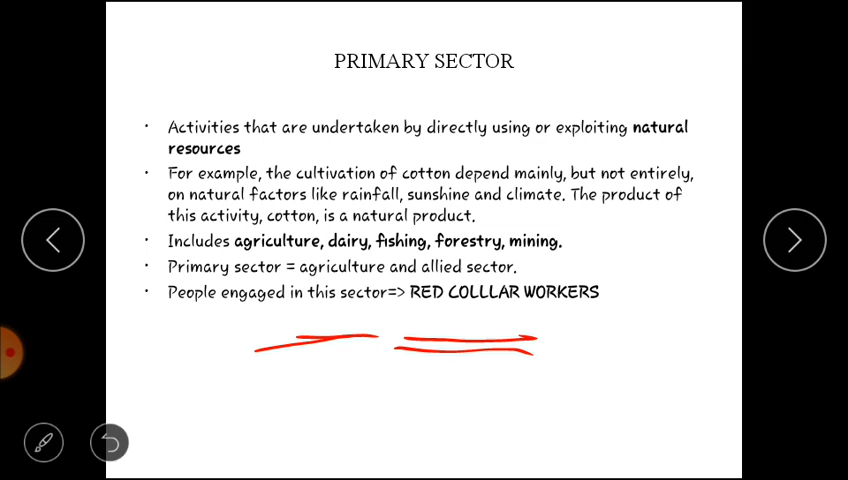 PRIMARY SECTOR
• Activities that are undertaken by directly using or exploiting natural
resources
• For example, the cultivation of cotton depend mainly, but not entirely,
on natural factors like rainfall, sunshine and climate. The product of
this activity, cotton, is a natural product.
• Includes agriculture, dairy, fishing, forestry, mining.
• Primary sector = agriculture and allied sector.
• People engaged in this sector=> RED COLLLAR WORKERS